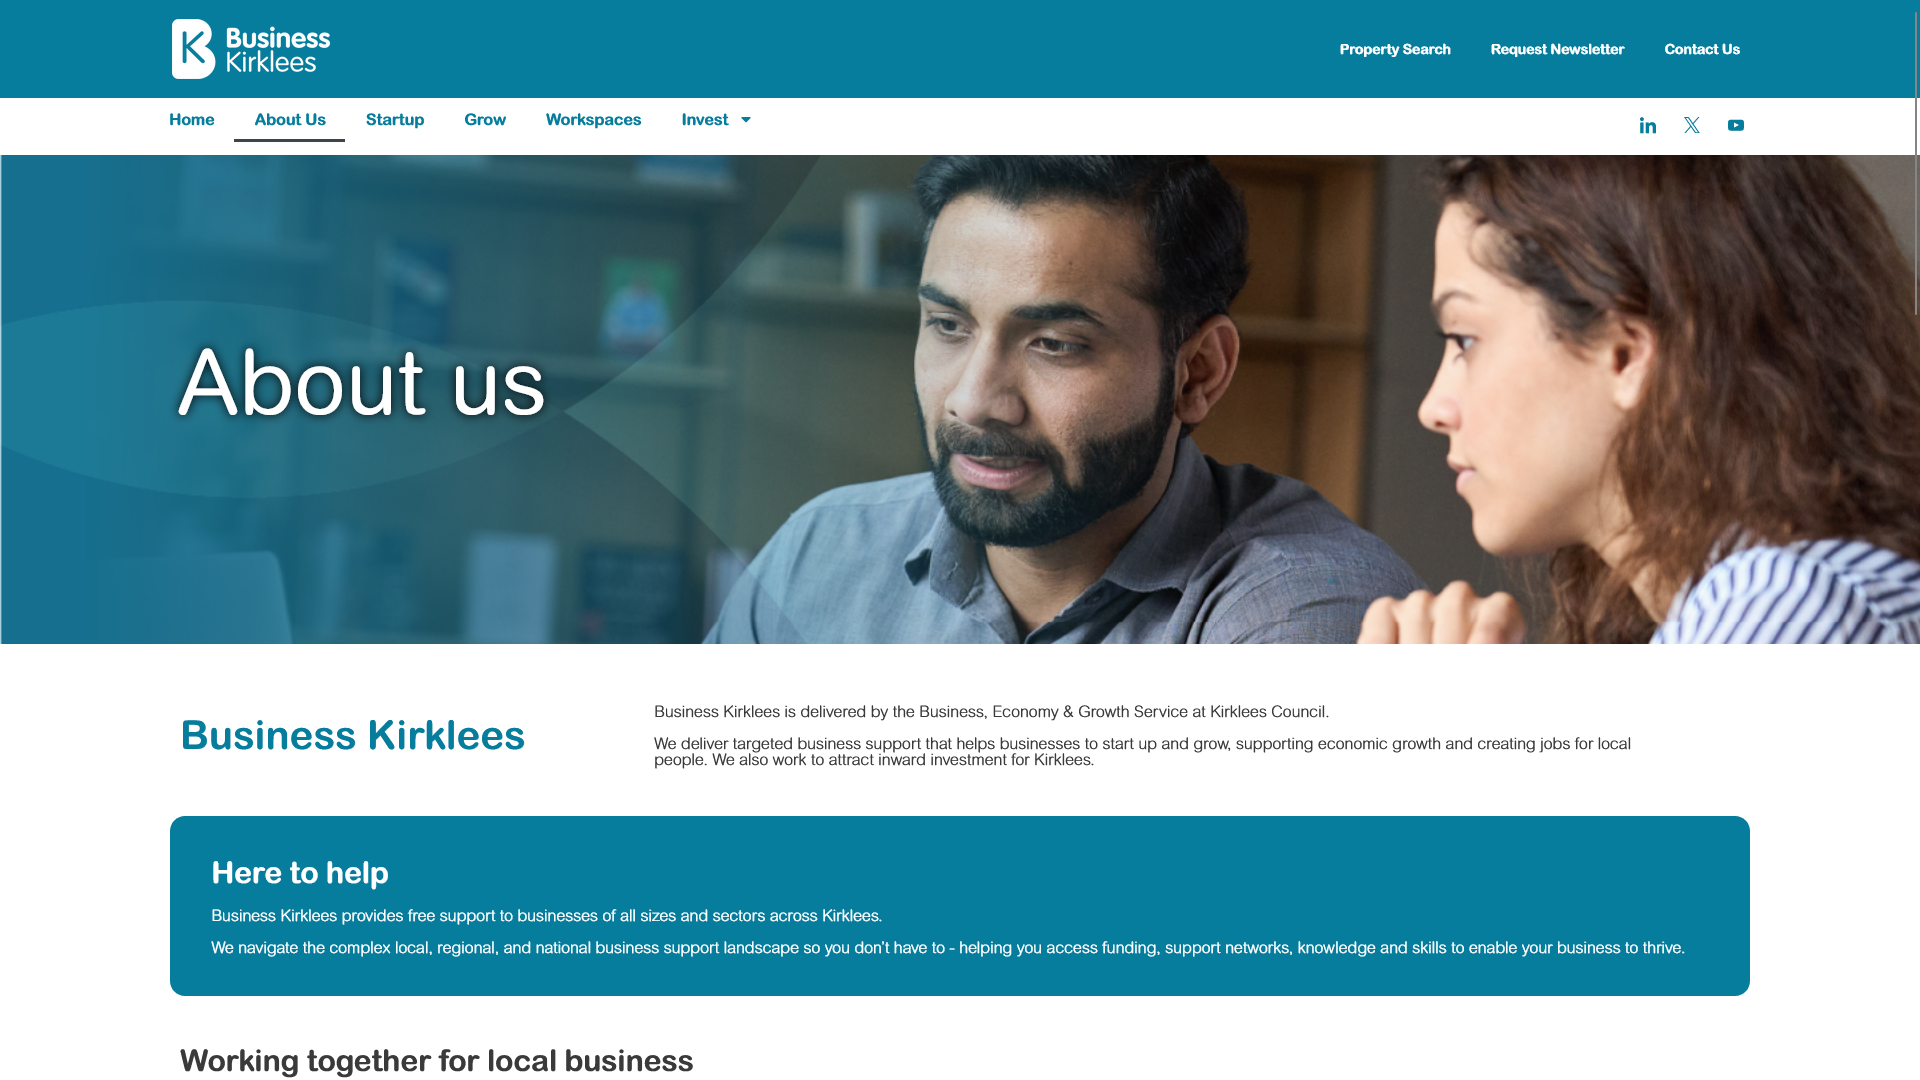 Business
Kirklees
Property Search
Request Newsletter
Contact Us
Home
About Us
Startup
Grow
Workspaces
Invest
About us
Business Kirklees
Business Kirklees is delivered by the Business, Economy & Growth Service at Kirklees Council.
We deliver targeted business support that helps businesses to start up and grow, supporting economic growth and creating jobs for local
people. We also work to attract inward investment for Kirklees.
Here to help
Business Kirklees provides free support to businesses of all sizes and sectors across Kirklees.
We navigate the complex local, regional, and national business support landscape so you don’t have to - helping you access funding, support networks, knowledge and skills to enable your business to thrive.
Working together for local business